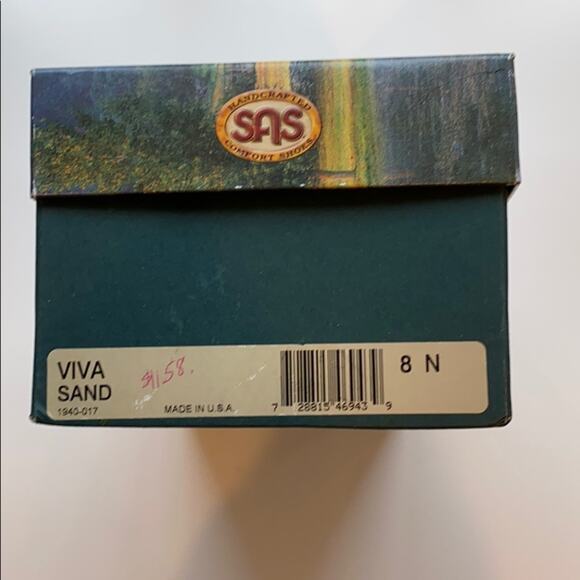 HANDCRAFTED
SAS
COMFORT SHOES
VIVA
SAND
1940-017
$158.
MADE IN U.S.A.
7 28815 46943 9
8 N